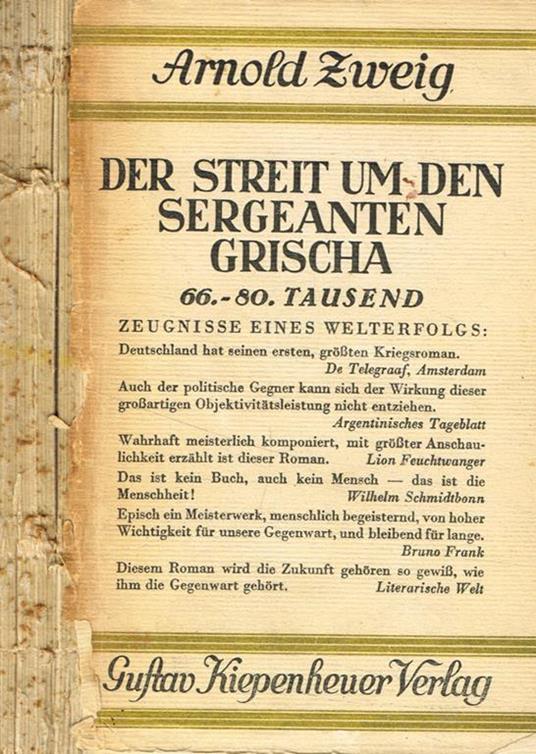 Arnold Zweig
DER STREIT UM DEN
SERGEANTEN
GRISCHA
66.-80. TAUSEND
ZEUGNISSE EINES WELTERFOLGS:
Deutschland hat seinen ersten, größten Kriegsroman.
De Telegraaf, Amsterdam
Auch der politische Gegner kann sich der Wirkung dieser
großartigen Objektivitätsleistung nicht entziehen.
Argentinisches Tageblatt
Wahrhaft meisterlich komponiert, mit größter Anschau-
lichkeit erzählt ist dieser Roman. Lion Feuchtwanger
Das ist kein Buch, auch kein Mensch — das ist die
Menschheit! Wilhelm Schmidtbonn
Episch ein Meisterwerk, menschlich begeisternd, von hoher
Wichtigkeit für unsere Gegenwart, und bleibend für lange.
Bruno Frank
Diesem Roman wird die Zukunft gehören so gewiß, wie
ihm die Gegenwart gehört. Literarische Welt
Gustav Kiepenheuer Verlag